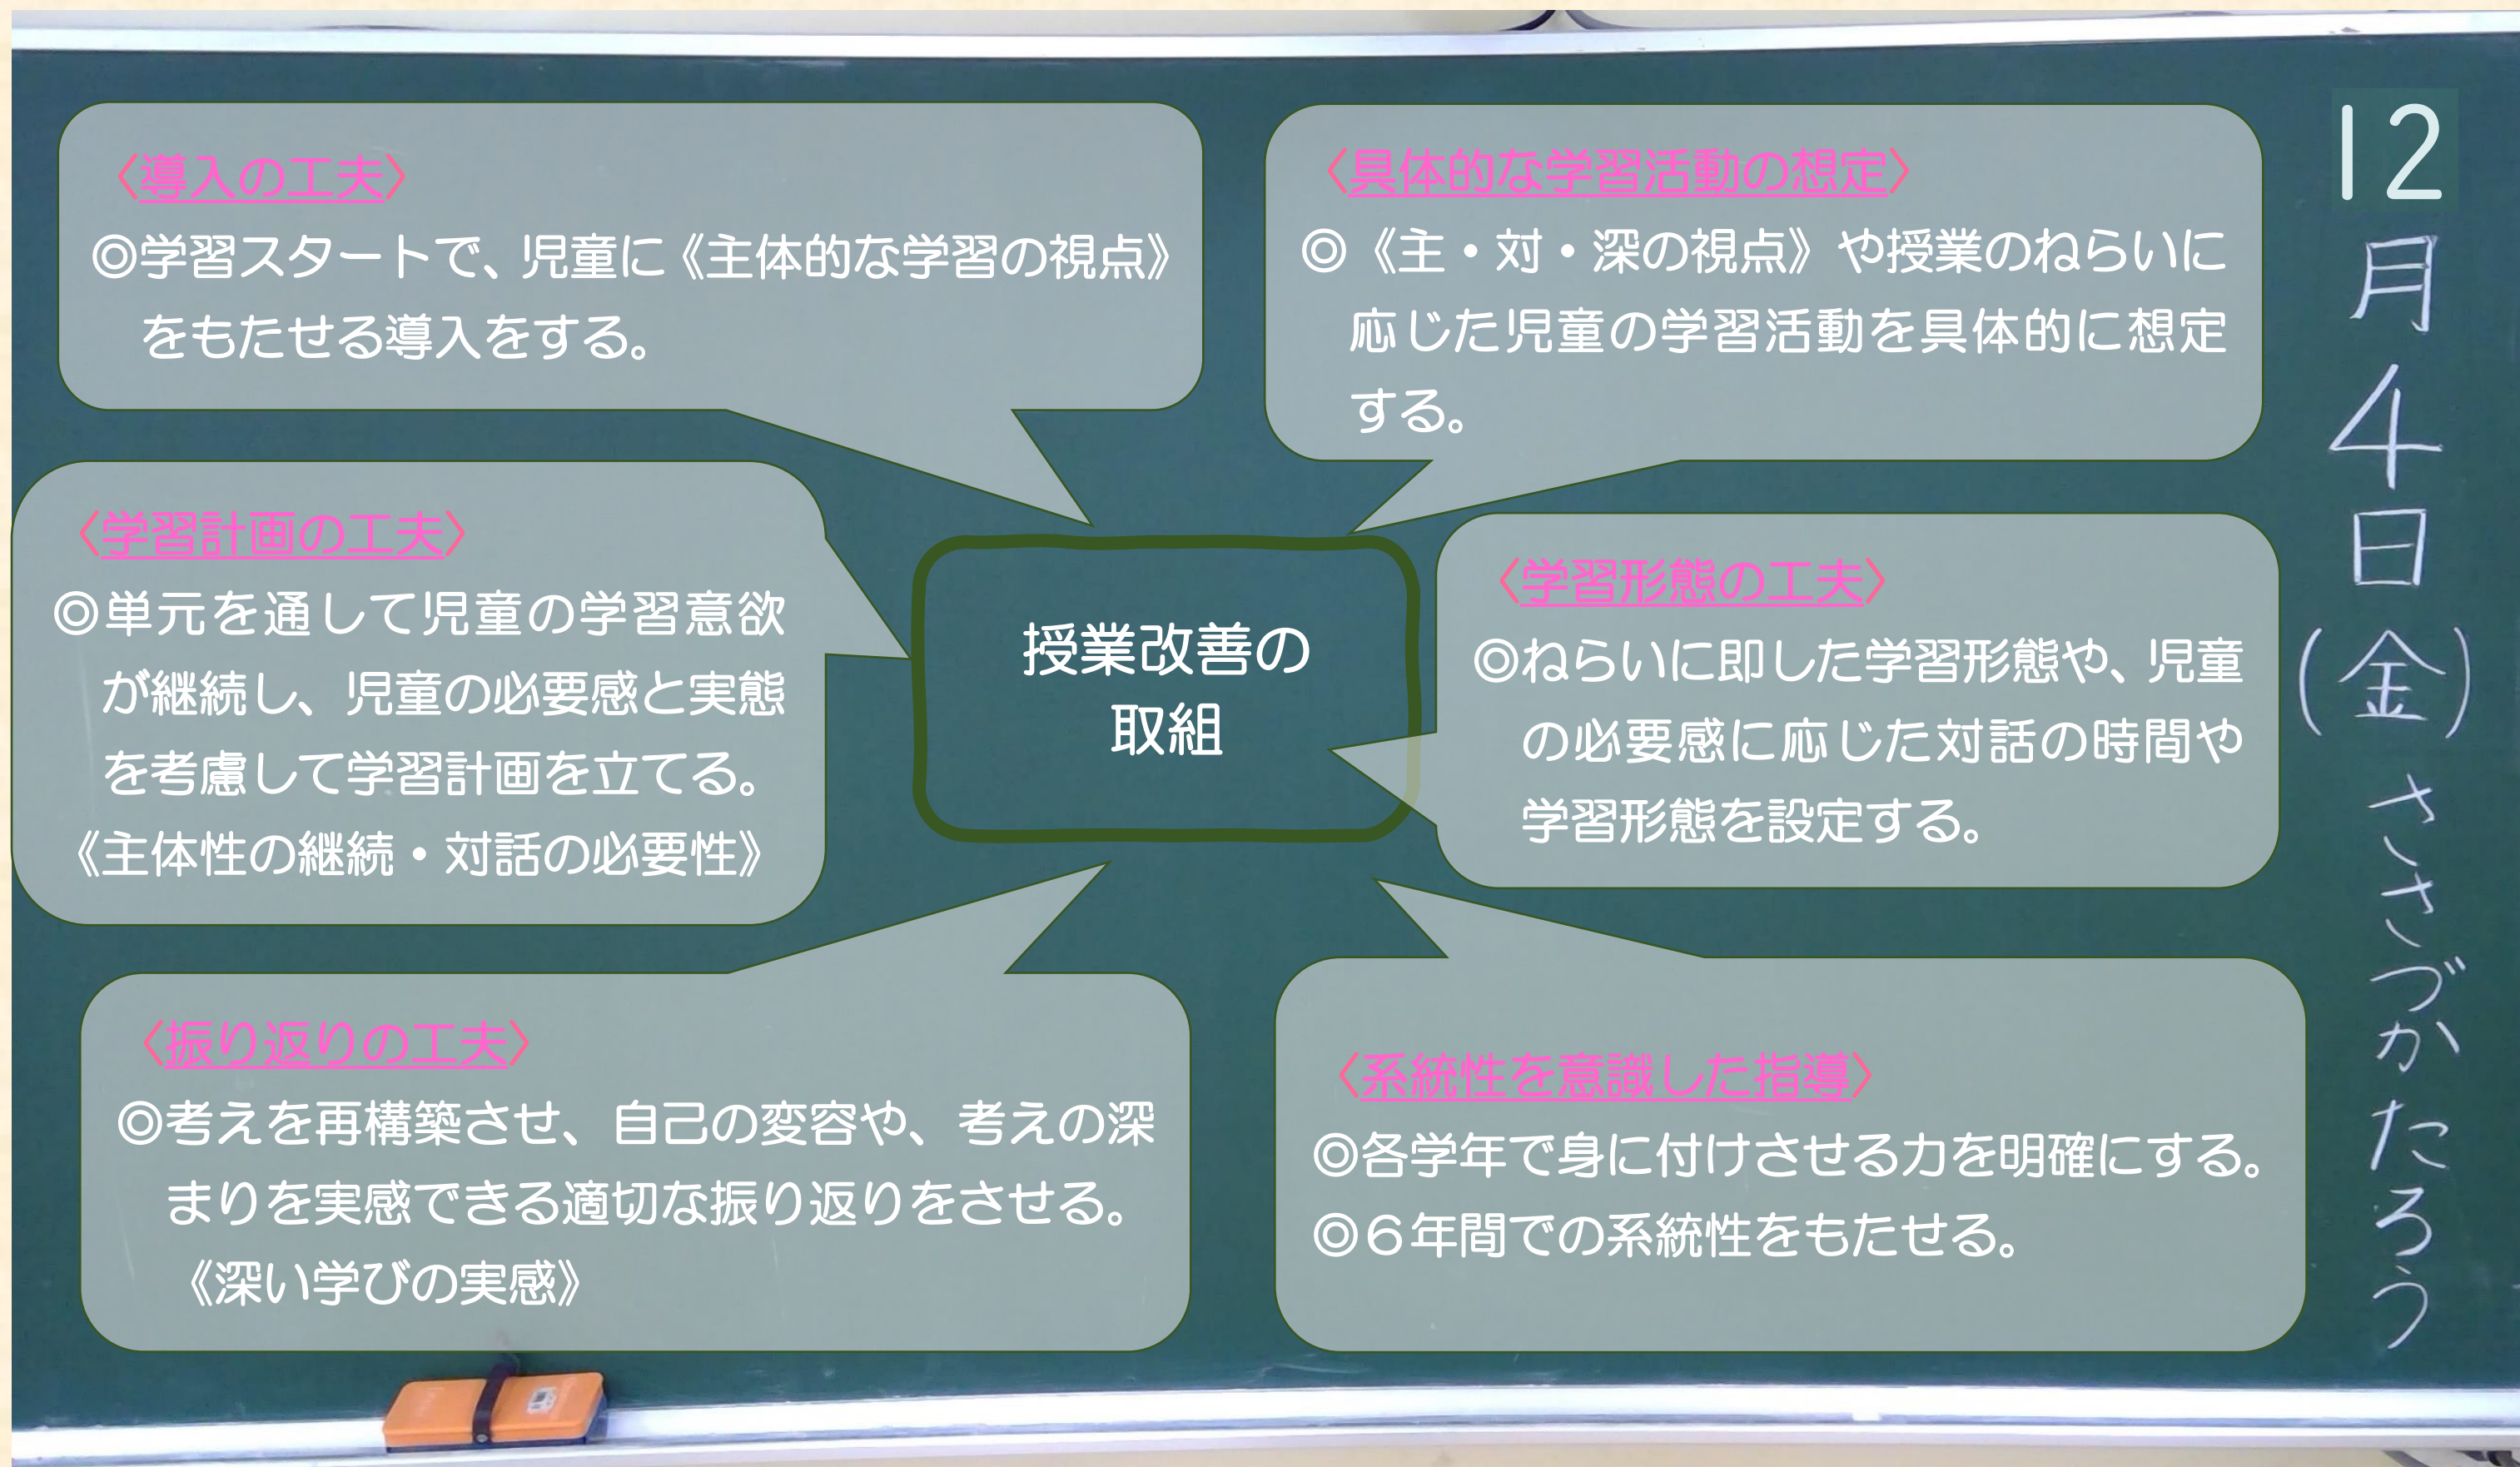 〈導入の工夫〉
◎学習スタートで、児童に《主体的な学習の視点》
をもたせる導入をする。
〈具体的な学習活動の想定〉
◎《主・対・深の視点》や授業のねらいに
応じた児童の学習活動を具体的に想定
する。
〈学習計画の工夫〉
◎単元を通して児童の学習意欲
が継続し、児童の必要感と実態
を考慮して学習計画を立てる。
《主体性の継続・対話の必要性》
授業改善の
取組
〈学習形態の工夫〉
◎ねらいに即した学習形態や、児童
の必要感に応じた対話の時間や
学習形態を設定する。
〈振り返りの工夫〉
◎考えを再構築させ、自己の変容や、考えの深
まりを実感できる適切な振り返りをさせる。
《深い学びの実感》
〈系統性を意識した指導〉
◎各学年で身に付けさせる力を明確にする。
◎６年間での系統性をもたせる。
12月4日(金)ささづかたろう